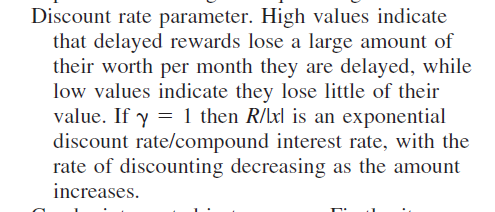 Discount rate parameter. High values indicate
that delayed rewards lose a large amount of
their worth per month they are delayed, while
low values indicate they lose little of their
value. If γ = 1 then R/|x| is an exponential
discount rate/compound interest rate, with the
rate of discounting decreasing as the amount
increases.